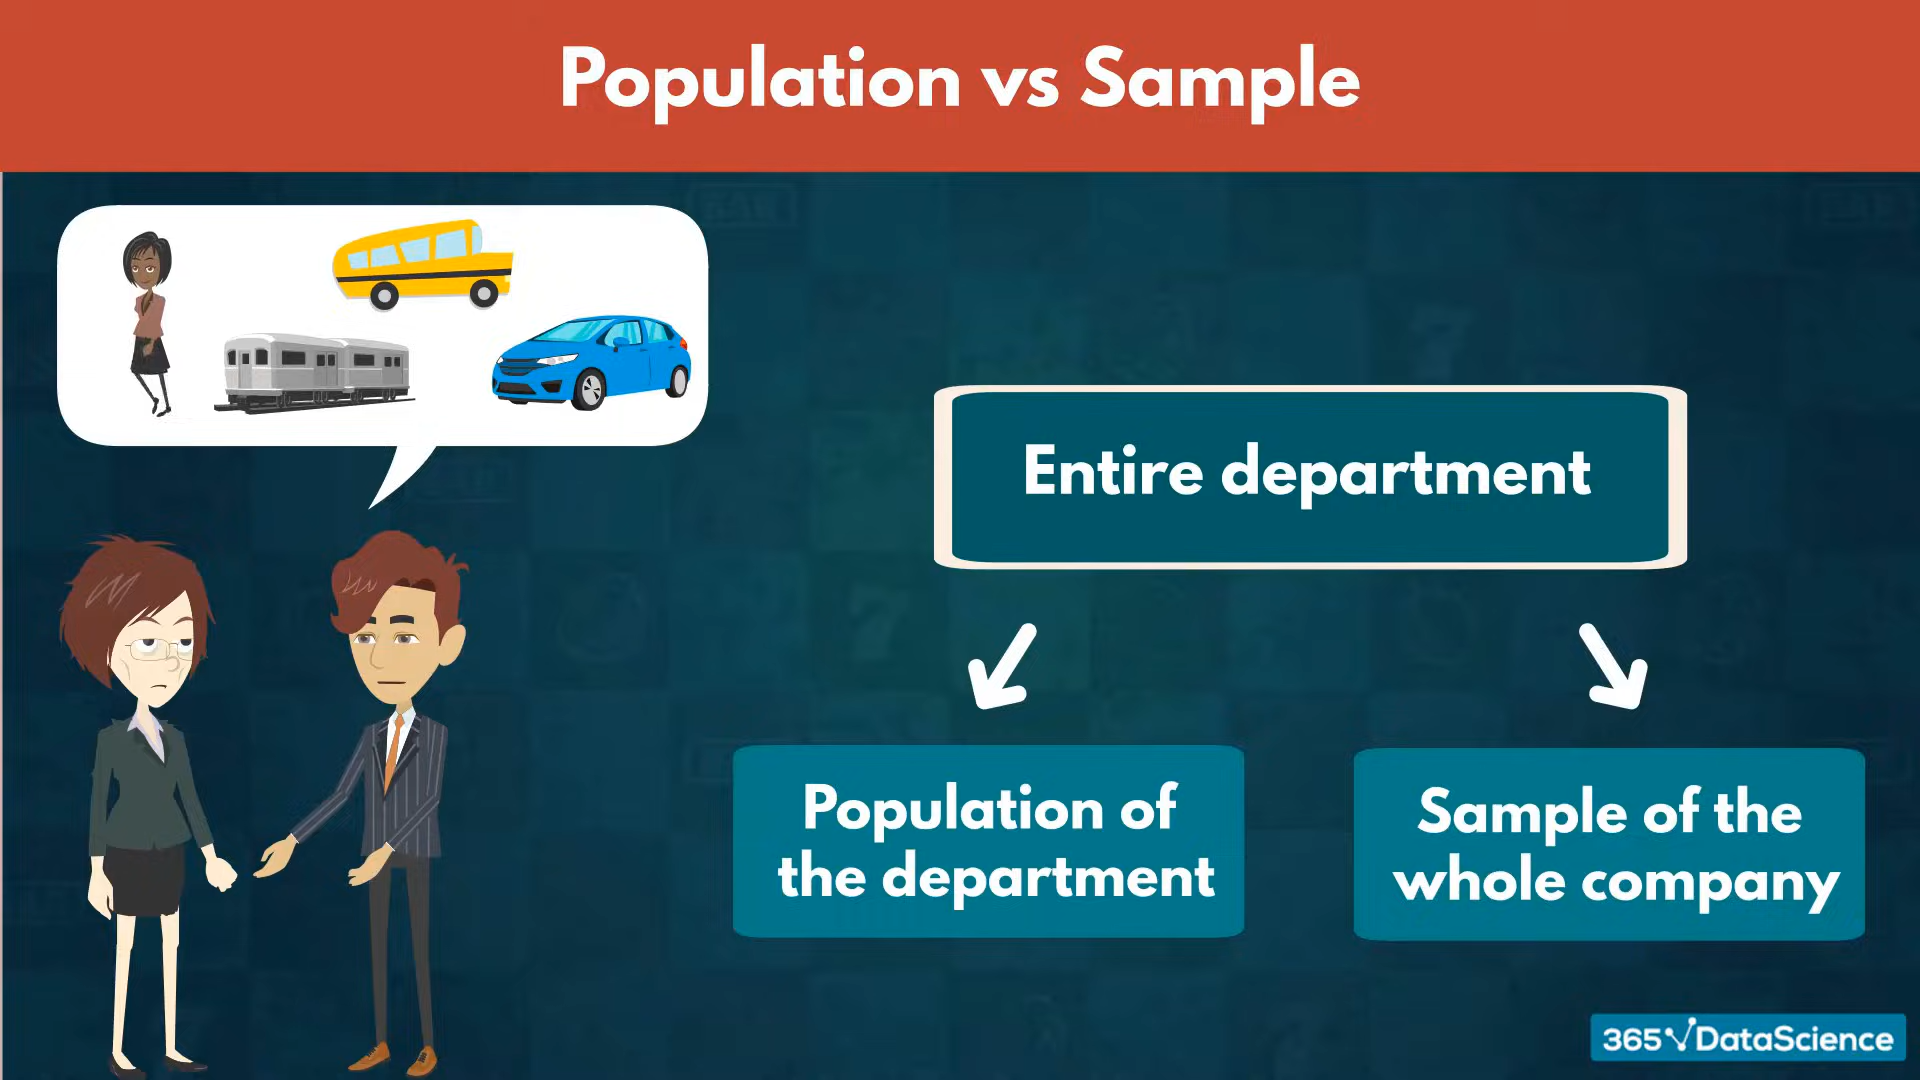 Population vs Sample
Entire department
Population of
the department
Sample of the
whole company
365 DataScience